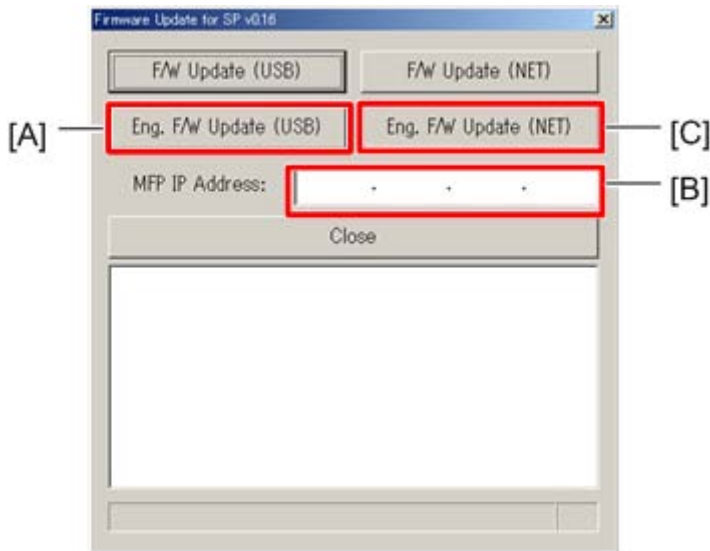 Firmware Update for SP v0.16
F/W Update (USB) F/W Update (NET)
[A] Eng. F/W Update (USB) Eng. F/W Update (NET) [C]
MFP IP Address: . . . [B]
Close